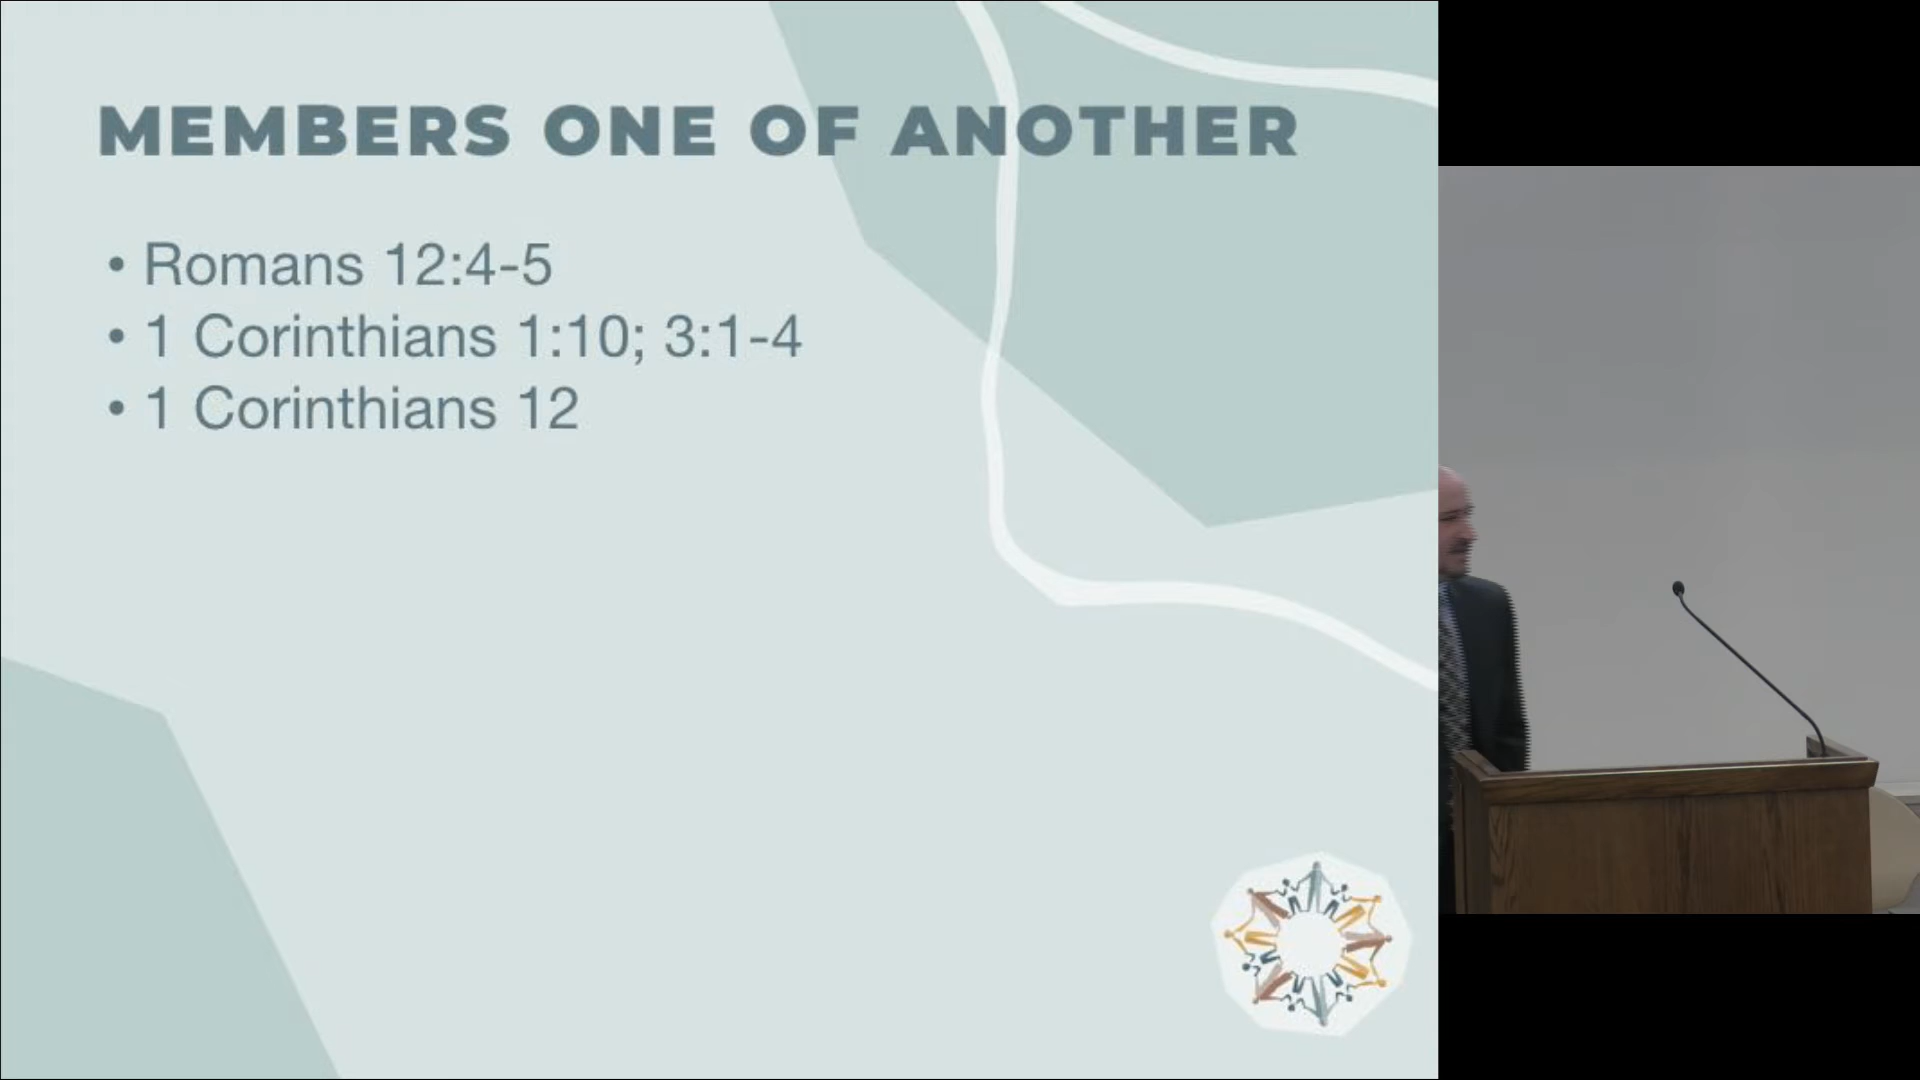 MEMBERS ONE OF ANOTHER
• Romans 12:4-5
• 1 Corinthians 1:10; 3:1-4
• 1 Corinthians 12